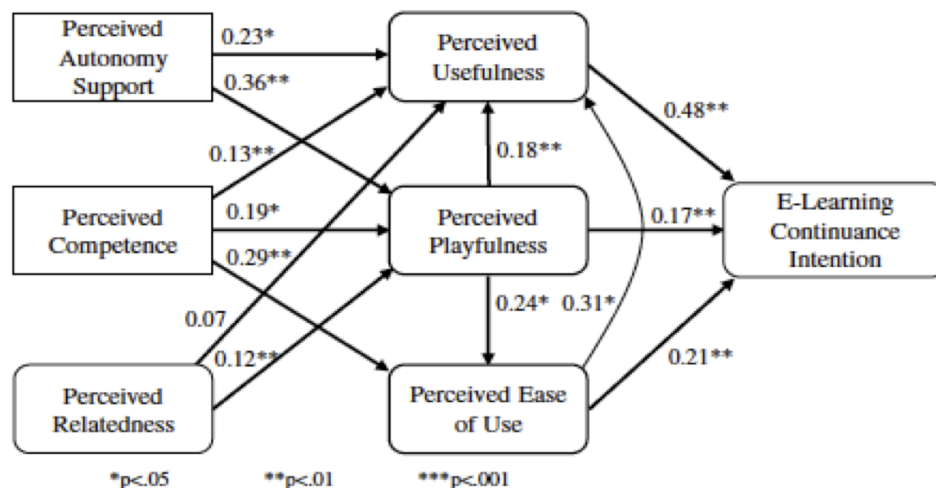 Perceived
Autonomy
Support
0.23*
0.36**
Perceived
Usefulness
0.48**
0.13**
0.18**
Perceived
Competence
0.19*
0.29**
Perceived
Playfulness
0.17**
E-Learning
Continuance
Intention
0.07
0.12**
0.24*
0.31*
0.21**
Perceived
Relatedness
Perceived Ease
of Use
*p<.05 **p<.01 ***p<.001